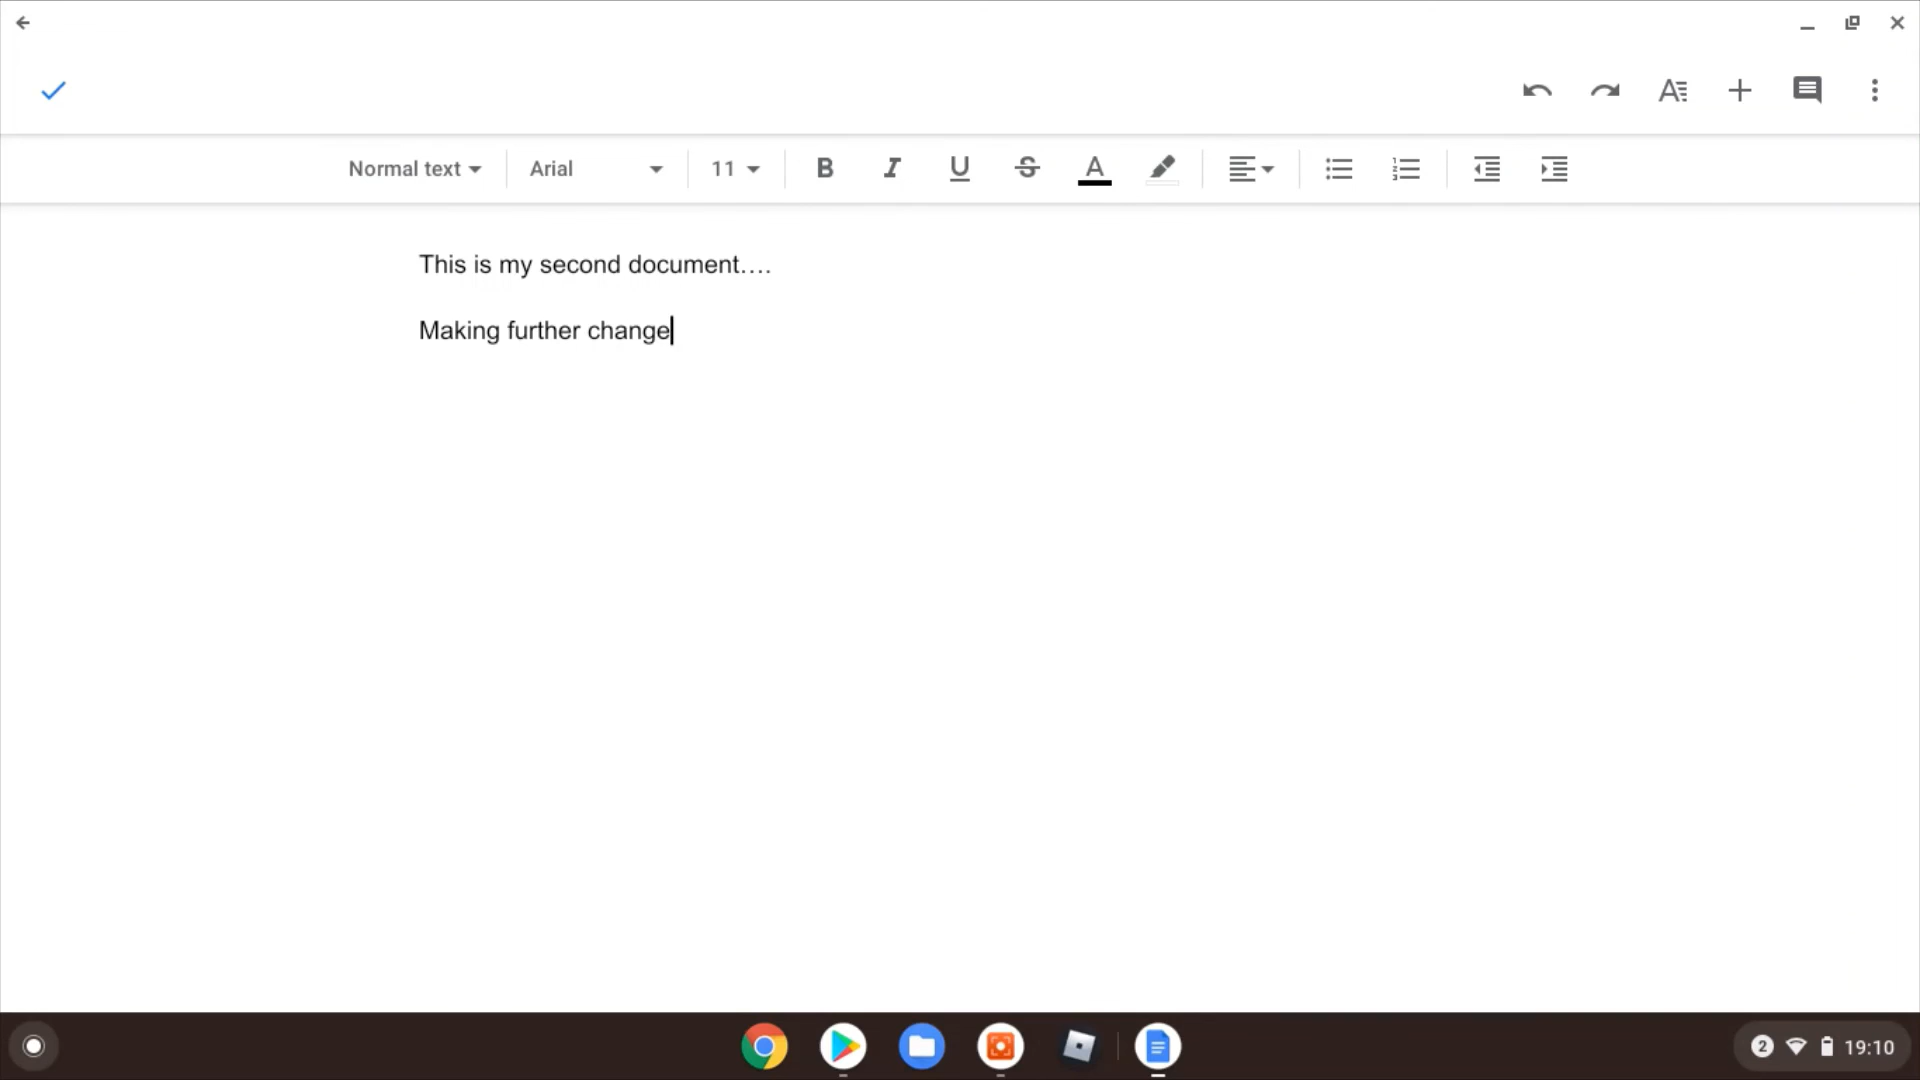 Normal text
Arial
11
This is my second document....
Making further change
2
19:10